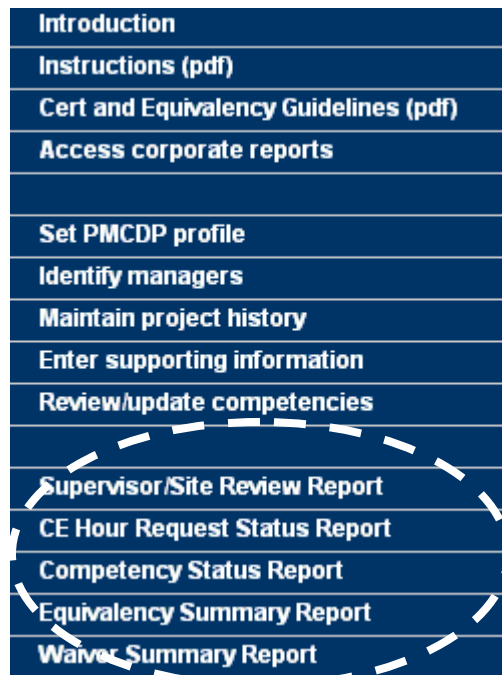 Introduction
Instructions (pdf)
Cert and Equivalency Guidelines (pdf)
Access corporate reports
Set PMCDP profile
Identify managers
Maintain project history
Enter supporting information
Review/update competencies
Supervisor/Site Review Report
CE Hour Request Status Report
Competency Status Report
Equivalency Summary Report
Waiver Summary Report